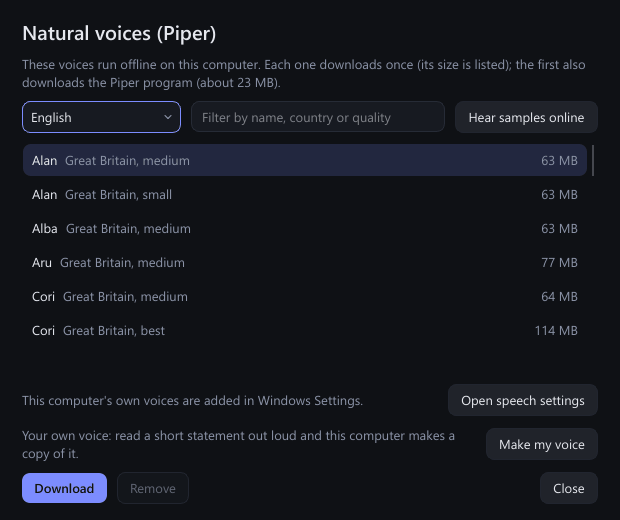 Natural voices (Piper)
These voices run offline on this computer. Each one downloads once (its size is listed); the first also
downloads the Piper program (about 23 MB).
English
Filter by name, country or quality
Hear samples online
Alan Great Britain, medium 63 MB
Alan Great Britain, small 63 MB
Alba Great Britain, medium 63 MB
Aru Great Britain, medium 77 MB
Cori Great Britain, medium 64 MB
Cori Great Britain, best 114 MB
This computer's own voices are added in Windows Settings.
Open speech settings
Your own voice: read a short statement out loud and this computer makes a
copy of it.
Make my voice
Download
Remove
Close